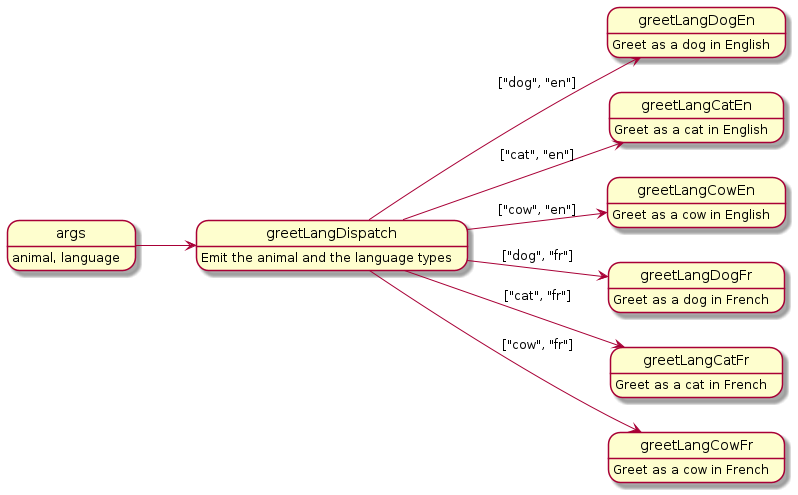 args
animal, language
greetLangDispatch
Emit the animal and the language types
["dog", "en"]
["cat", "en"]
["cow", "en"]
["dog", "fr"]
["cat", "fr"]
["cow", "fr"]
greetLangDogEn
Greet as a dog in English
greetLangCatEn
Greet as a cat in English
greetLangCowEn
Greet as a cow in English
greetLangDogFr
Greet as a dog in French
greetLangCatFr
Greet as a cat in French
greetLangCowFr
Greet as a cow in French